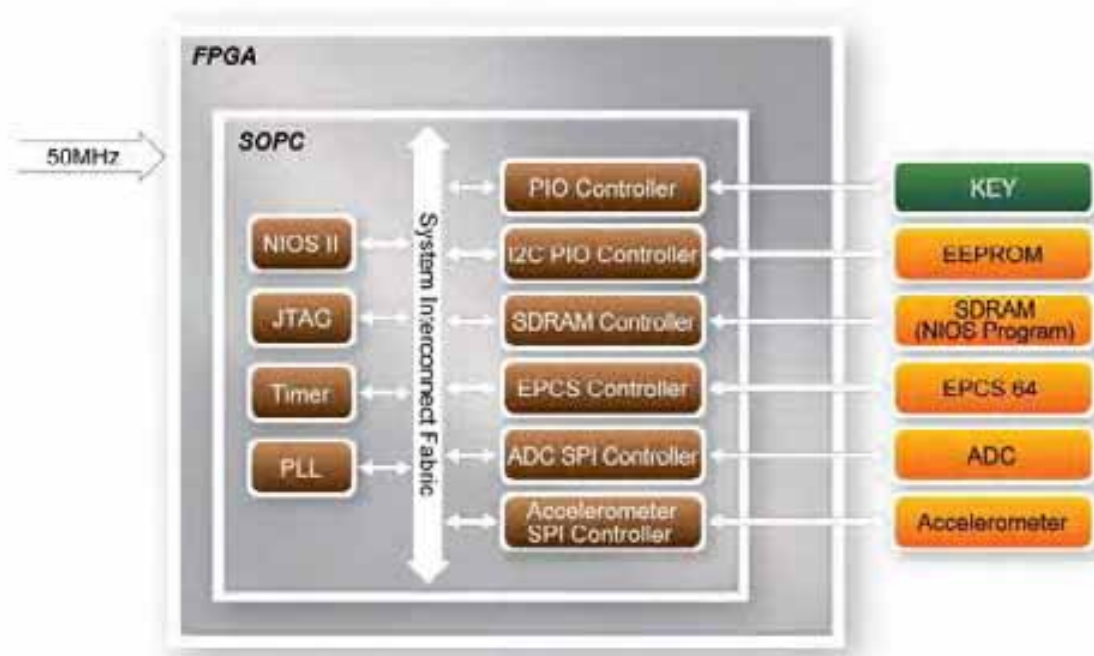 FPGA
SOPC
50MHz
System Interconnect Fabric
NIOS II
JTAG
Timer
PLL
PIO Controller
I2C PIO Controller
SDRAM Controller
EPCS Controller
ADC SPI Controller
Accelerometer
SPI Controller
KEY
EEPROM
SDRAM
(NIOS Program)
EPCS 64
ADC
Accelerometer